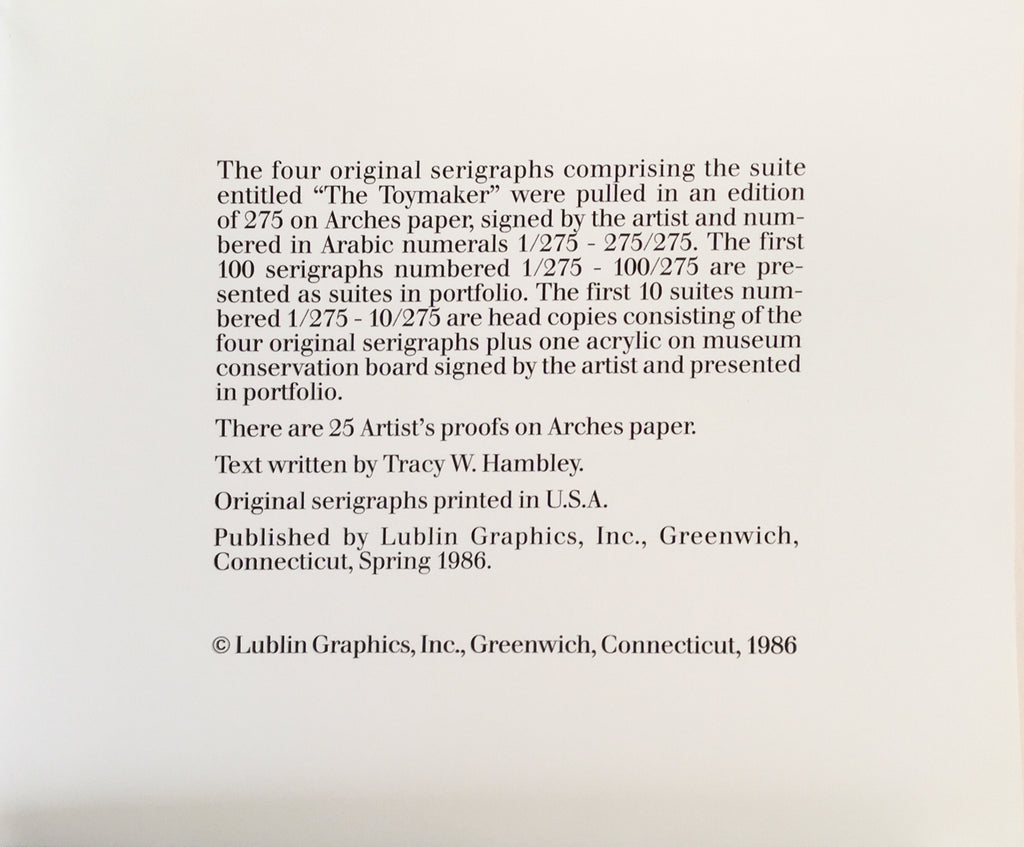 The four original serigraphs comprising the suite
entitled “The Toymaker” were pulled in an edition
of 275 on Arches paper, signed by the artist and num-
bered in Arabic numerals 1/275 - 275/275. The first
100 serigraphs numbered 1/275 - 100/275 are pre-
sented as suites in portfolio. The first 10 suites num-
bered 1/275 - 10/275 are head copies consisting of the
four original serigraphs plus one acrylic on museum
conservation board signed by the artist and presented
in portfolio.
There are 25 Artist’s proofs on Arches paper.
Text written by Tracy W. Hambley.
Original serigraphs printed in U.S.A.
Published by Lublin Graphics, Inc., Greenwich,
Connecticut, Spring 1986.
© Lublin Graphics, Inc., Greenwich, Connecticut, 1986